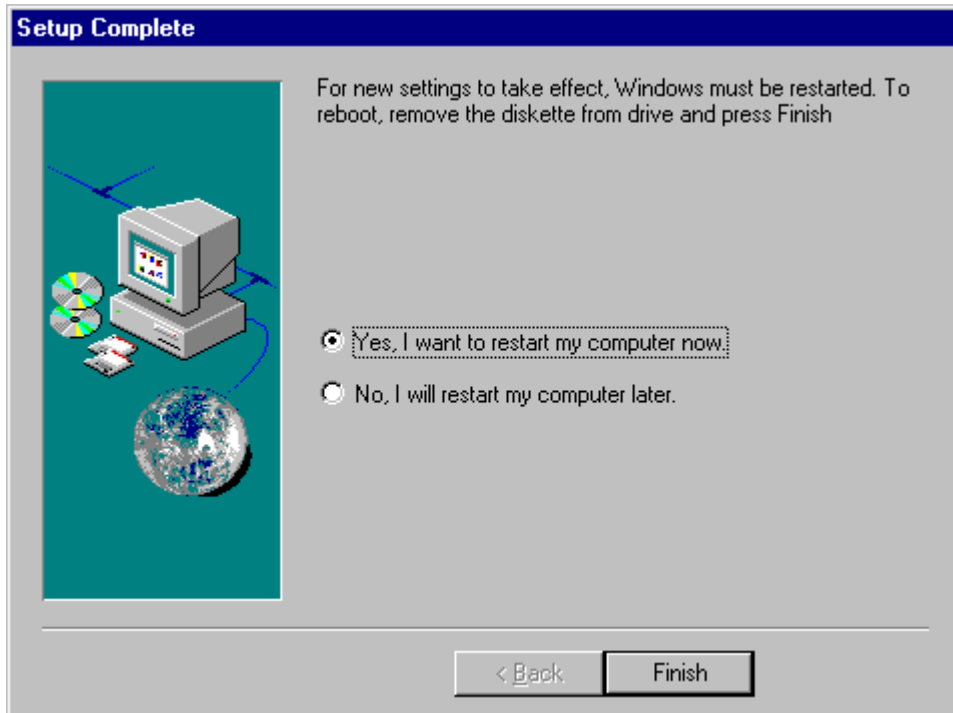 Setup Complete
For new settings to take effect, Windows must be restarted. To
reboot, remove the diskette from drive and press Finish
Yes, I want to restart my computer now.
No, I will restart my computer later.
< Back
Finish